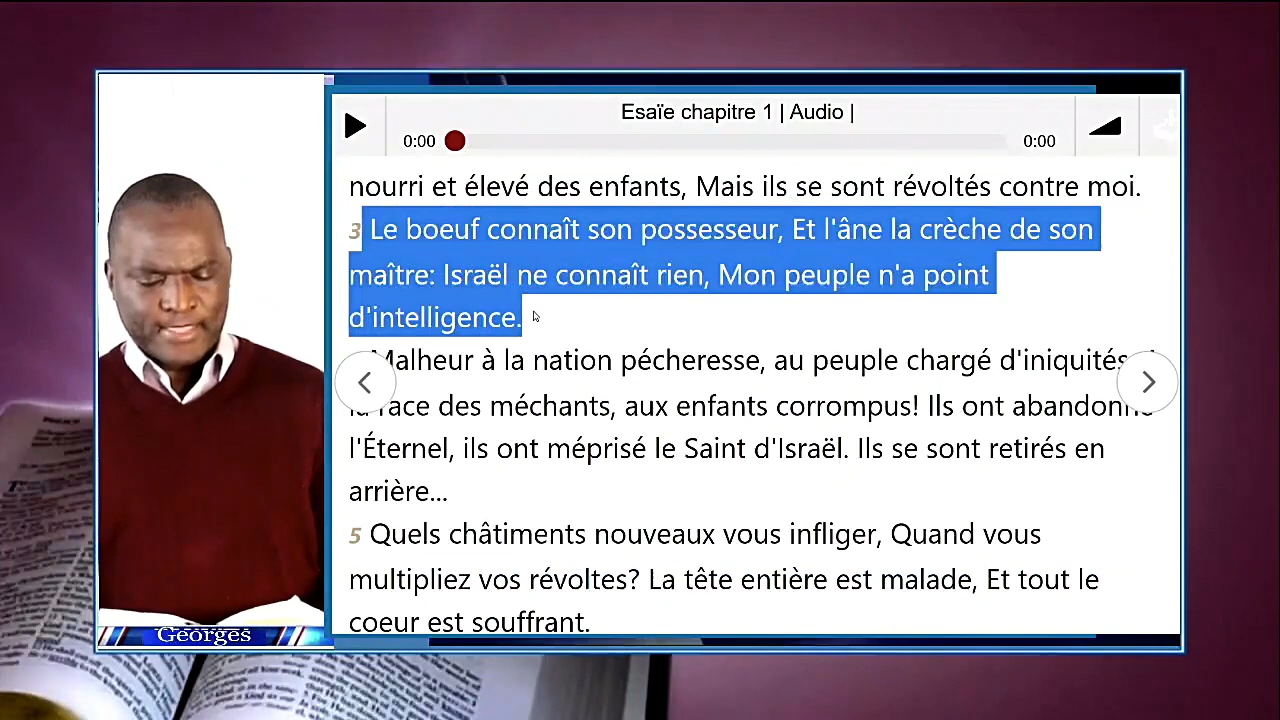 Esaïe chapitre 1 | Audio |
0:00
0:00
nourri et élevé des enfants, Mais ils se sont révoltés contre moi.
3 Le boeuf connaît son possesseur, Et l'âne la crèche de son
maître: Israël ne connaît rien, Mon peuple n'a point
d'intelligence.
Malheur à la nation pécheresse, au peuple chargé d'iniquités
la race des méchants, aux enfants corrompus! Ils ont abandonné
l'Éternel, ils ont méprisé le Saint d'Israël. Ils se sont retirés en
arrière...
5 Quels châtiments nouveaux vous infliger, Quand vous
multipliez vos révoltes? La tête entière est malade, Et tout le
coeur est souffrant.
Georges